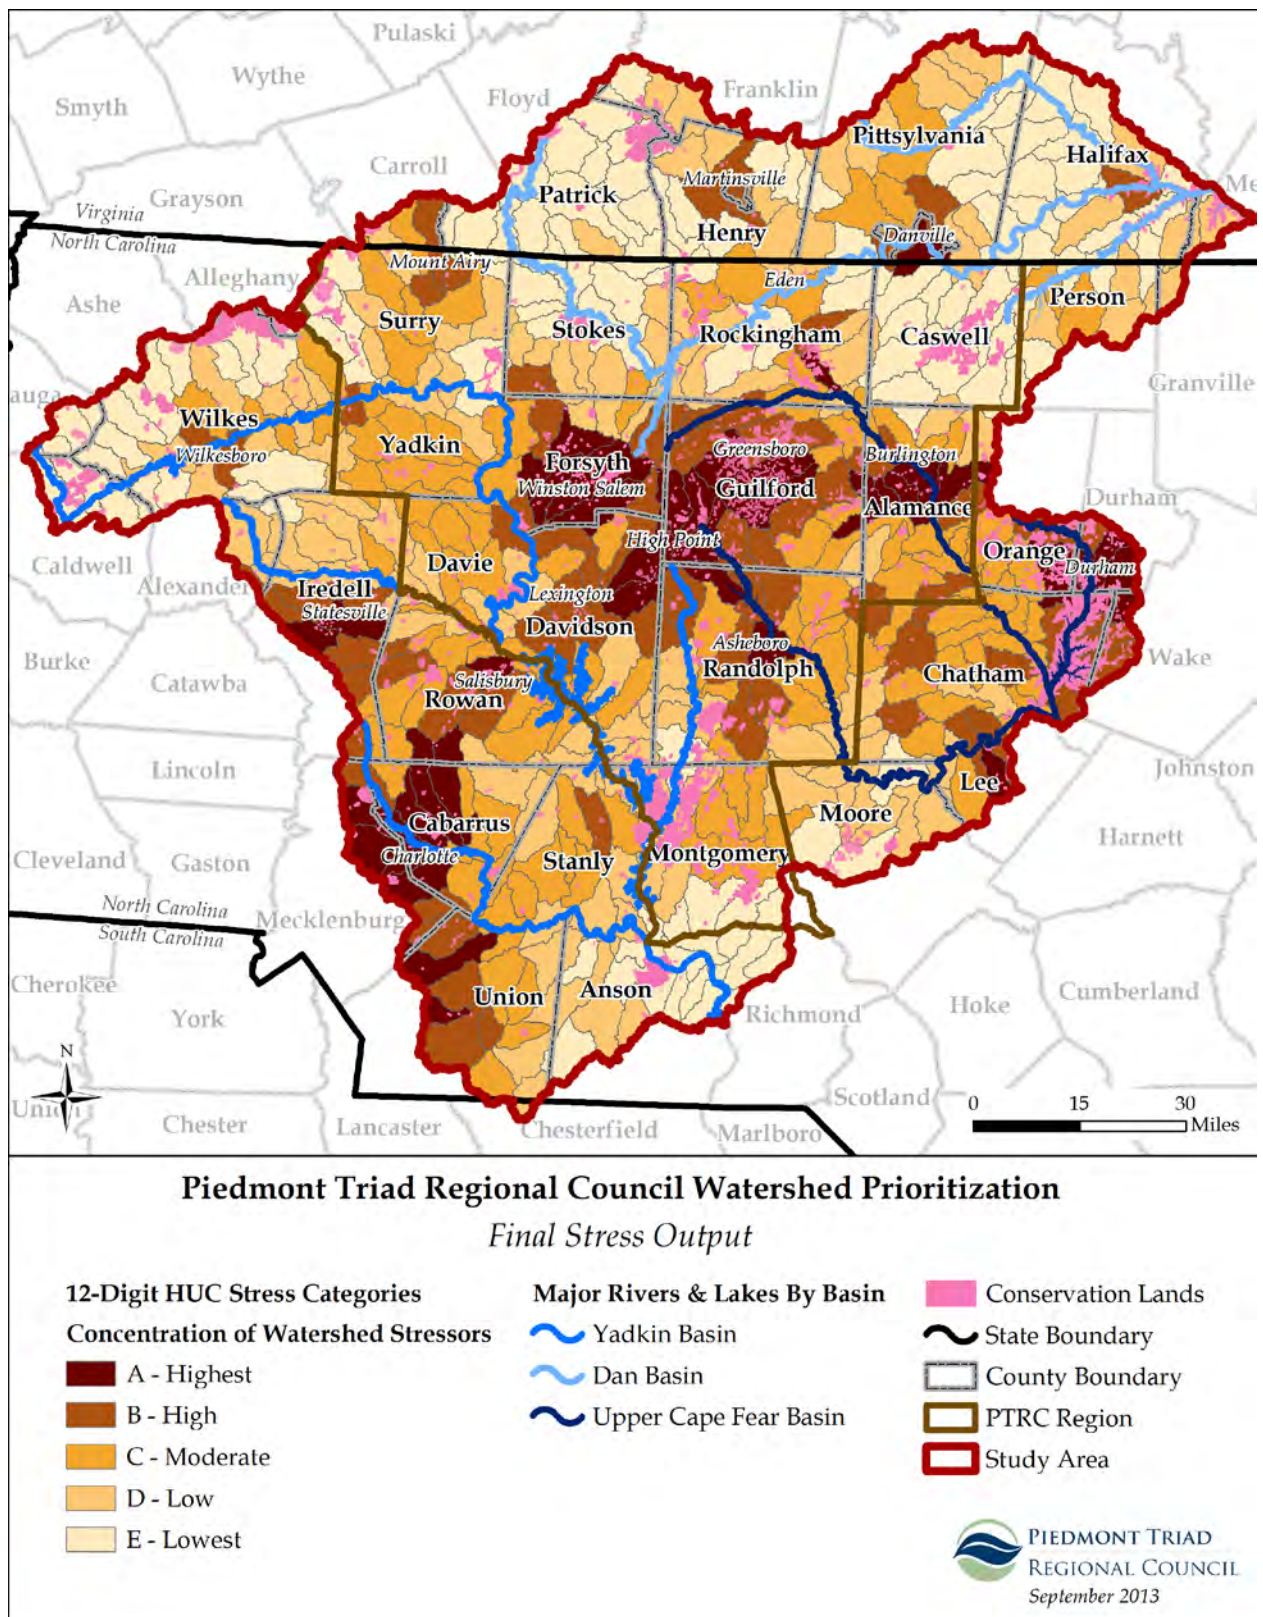 Pulaski
Wythe
Smyth
Floyd
Franklin
Pittsylvania
Halifax
Carroll
Martinsville
Patrick
Grayson
Virginia
North Carolina
Henry
Danville
Mount Airy
Alleghany
Eden
Ashe
Person
Surry
Stokes
Rockingham
Caswell
Granville
auga
Wilkes
Yadkin
Wilkesboro
Greensboro
Burlington
Forsyth
Winston Salem
Guilford
Durham
Alamance
High Point
Orange
Durham
Caldwell
Alexander
Davie
Iredell
Statesville
Lexington
Davidson
Asheboro
Randolph
Burke
Wake
Catawba
Salisbury
Rowan
Chatham
Lincoln
Johnston
Lee
Moore
Cabarrus
Charlotte
Harnett
Cleveland
Gaston
Stanly
Montgomery
North Carolina
South Carolina
Mecklenburg
Cherokee
York
Union
Anson
Richmond
Hoke
Cumberland
N
Union
Chester
Lancaster
Chesterfield
Marlboro
Scotland
0 15 30
Miles
Piedmont Triad Regional Council Watershed Prioritization
Final Stress Output
12-Digit HUC Stress Categories
Concentration of Watershed Stressors
A - Highest
B - High
C - Moderate
D - Low
E - Lowest
Major Rivers & Lakes By Basin
Yadkin Basin
Dan Basin
Upper Cape Fear Basin
Conservation Lands
State Boundary
County Boundary
PTRC Region
Study Area
PIEDMONT TRIAD
REGIONAL COUNCIL
September 2013